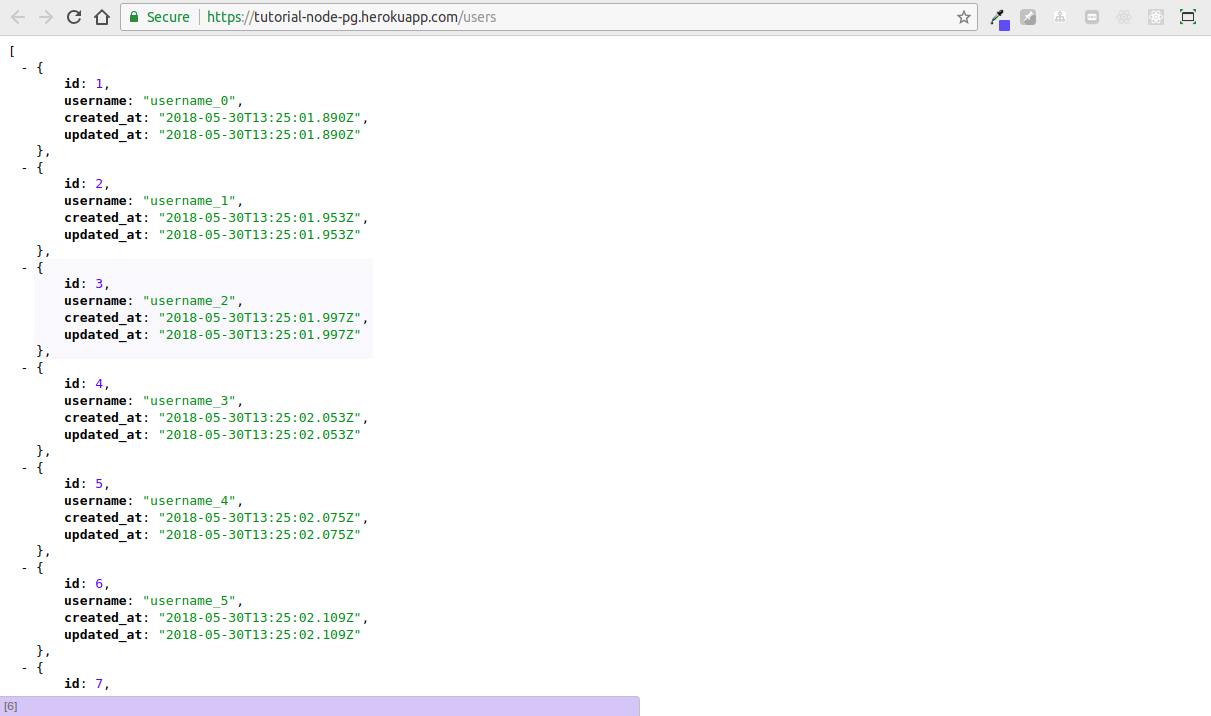 Secure https://tutorial-node-pg.herokuapp.com/users
[
- {
id: 1,
username: "username_0",
created_at: "2018-05-30T13:25:01.890Z",
updated_at: "2018-05-30T13:25:01.890Z"
},
- {
id: 2,
username: "username_1",
created_at: "2018-05-30T13:25:01.953Z",
updated_at: "2018-05-30T13:25:01.953Z"
},
- {
id: 3,
username: "username_2",
created_at: "2018-05-30T13:25:01.997Z",
updated_at: "2018-05-30T13:25:01.997Z"
},
- {
id: 4,
username: "username_3",
created_at: "2018-05-30T13:25:02.053Z",
updated_at: "2018-05-30T13:25:02.053Z"
},
- {
id: 5,
username: "username_4",
created_at: "2018-05-30T13:25:02.075Z",
updated_at: "2018-05-30T13:25:02.075Z"
},
- {
id: 6,
username: "username_5",
created_at: "2018-05-30T13:25:02.109Z",
updated_at: "2018-05-30T13:25:02.109Z"
},
- {
id: 7,
[6]